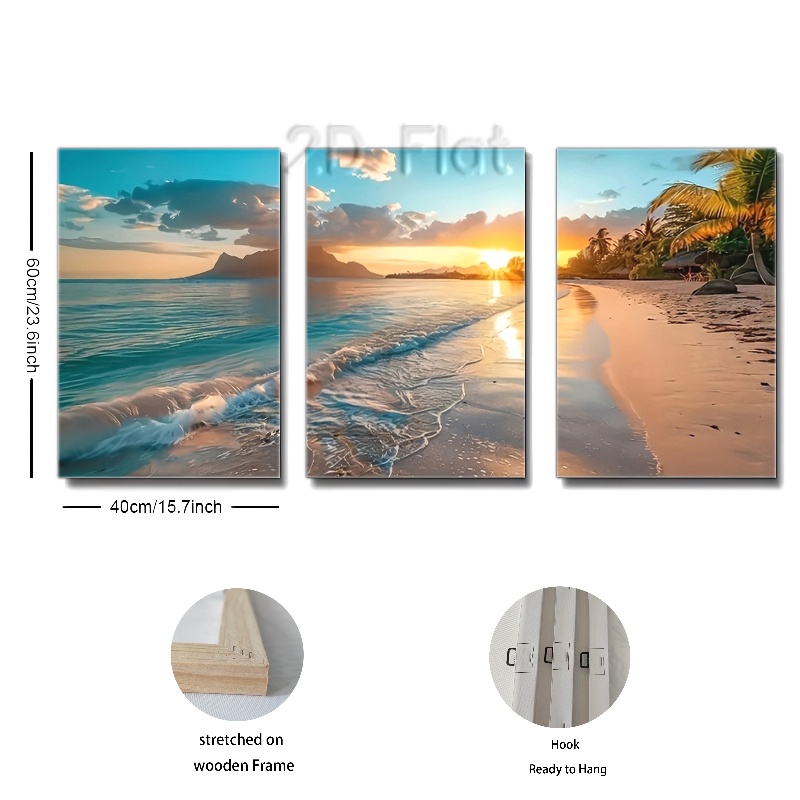 2D Flat
60cm/23.6inch
40cm/15.7inch
stretched on
wooden Frame
Hook
Ready to Hang